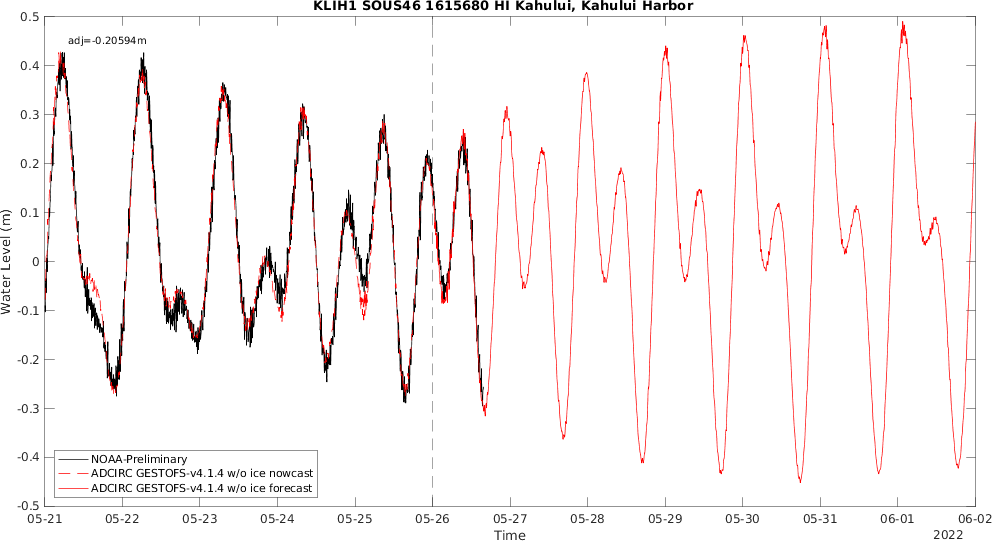 KLIH1 SOUS46 1615680 HI Kahului, Kahului Harbor
0.5
adj=-0.20594m
0.4
0.3
0.2
0.1
0
-0.1
-0.2
-0.3
-0.4
-0.5
Water Level (m)
NOAA-Preliminary
ADCIRC GESTOFS-v4.1.4 w/o ice nowcast
ADCIRC GESTOFS-v4.1.4 w/o ice forecast
05-21 05-22 05-23 05-24 05-25 05-26 05-27 05-28 05-29 05-30 05-31 06-01 06-02
Time
2022